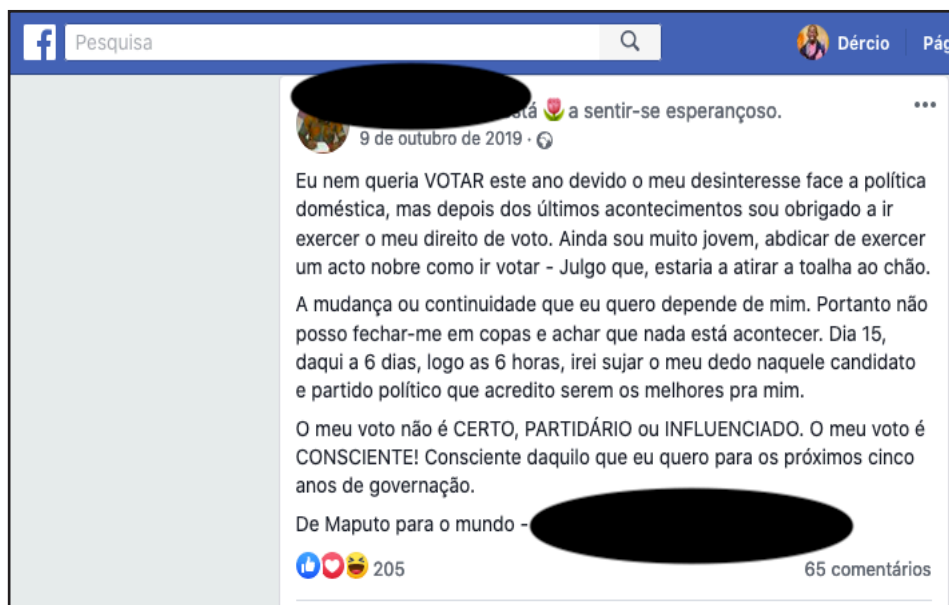 f Pesquisa Dércio
está a sentir-se esperançoso.
9 de outubro de 2019 ·
Eu nem queria VOTAR este ano devido o meu desinteresse face a política
doméstica, mas depois dos últimos acontecimentos sou obrigado a ir
exercer o meu direito de voto. Ainda sou muito jovem, abdicar de exercer
um acto nobre como ir votar - Julgo que, estaria a atirar a toalha ao chão.
A mudança ou continuidade que eu quero depende de mim. Portanto não
posso fechar-me em copas e achar que nada está acontecer. Dia 15,
daqui a 6 dias, logo as 6 horas, irei sujar o meu dedo naquele candidato
e partido político que acredito serem os melhores pra mim.
O meu voto não é CERTO, PARTIDÁRIO ou INFLUENCIADO. O meu voto é
CONSCIENTE! Consciente daquilo que eu quero para os próximos cinco
anos de governação.
De Maputo para o mundo -
205 65 comentários